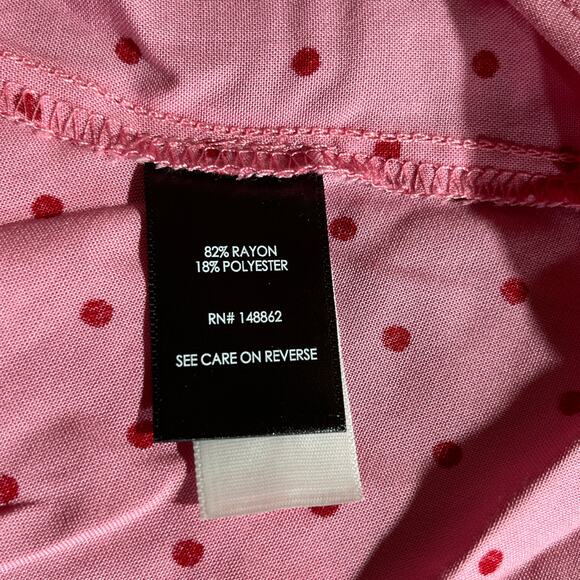 82% RAYON
18% POLYESTER
RN# 148862
SEE CARE ON REVERSE